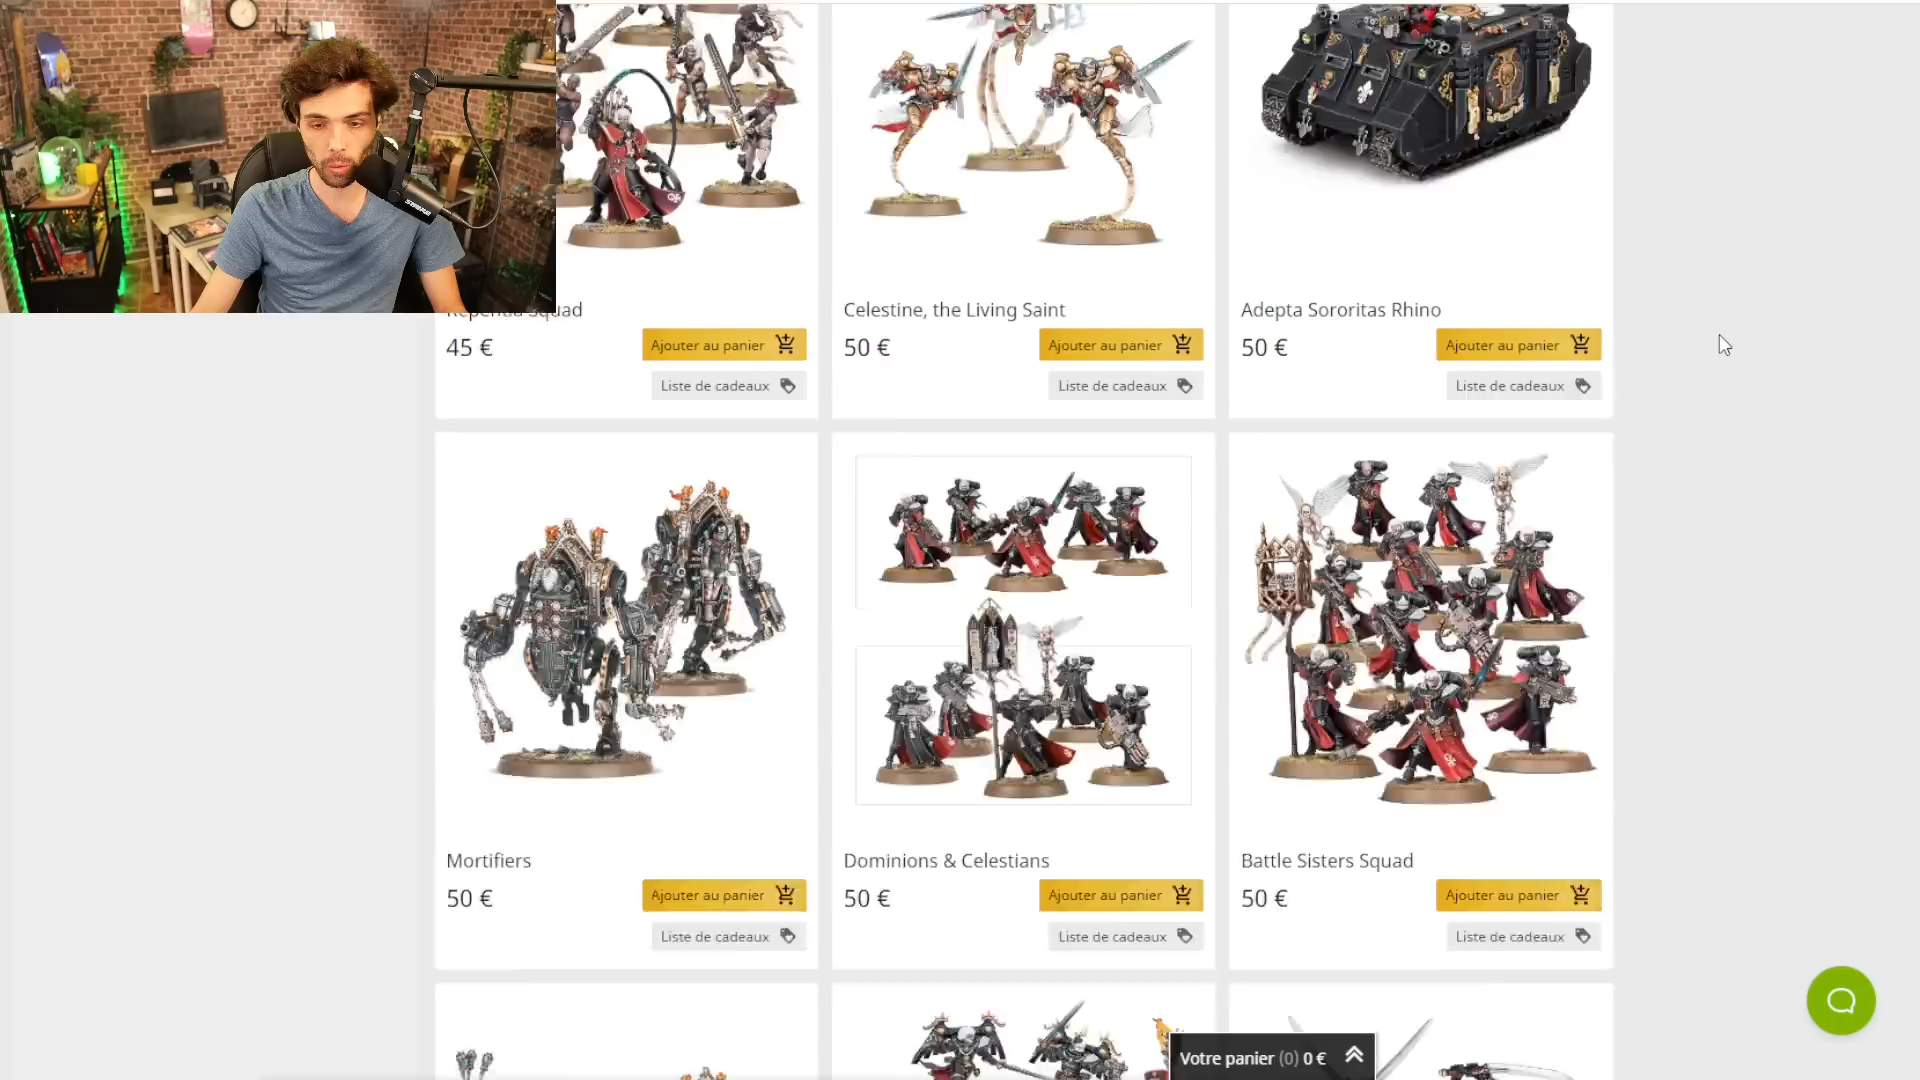 SHURE
Repentia Squad
45 €
Ajouter au panier
Liste de cadeaux
Celestine, the Living Saint
50 €
Ajouter au panier
Liste de cadeaux
Adepta Sororitas Rhino
50 €
Ajouter au panier
Liste de cadeaux
Mortifiers
50 €
Ajouter au panier
Liste de cadeaux
Dominions & Celestians
50 €
Ajouter au panier
Liste de cadeaux
Battle Sisters Squad
50 €
Ajouter au panier
Liste de cadeaux
Votre panier (0) 0 €